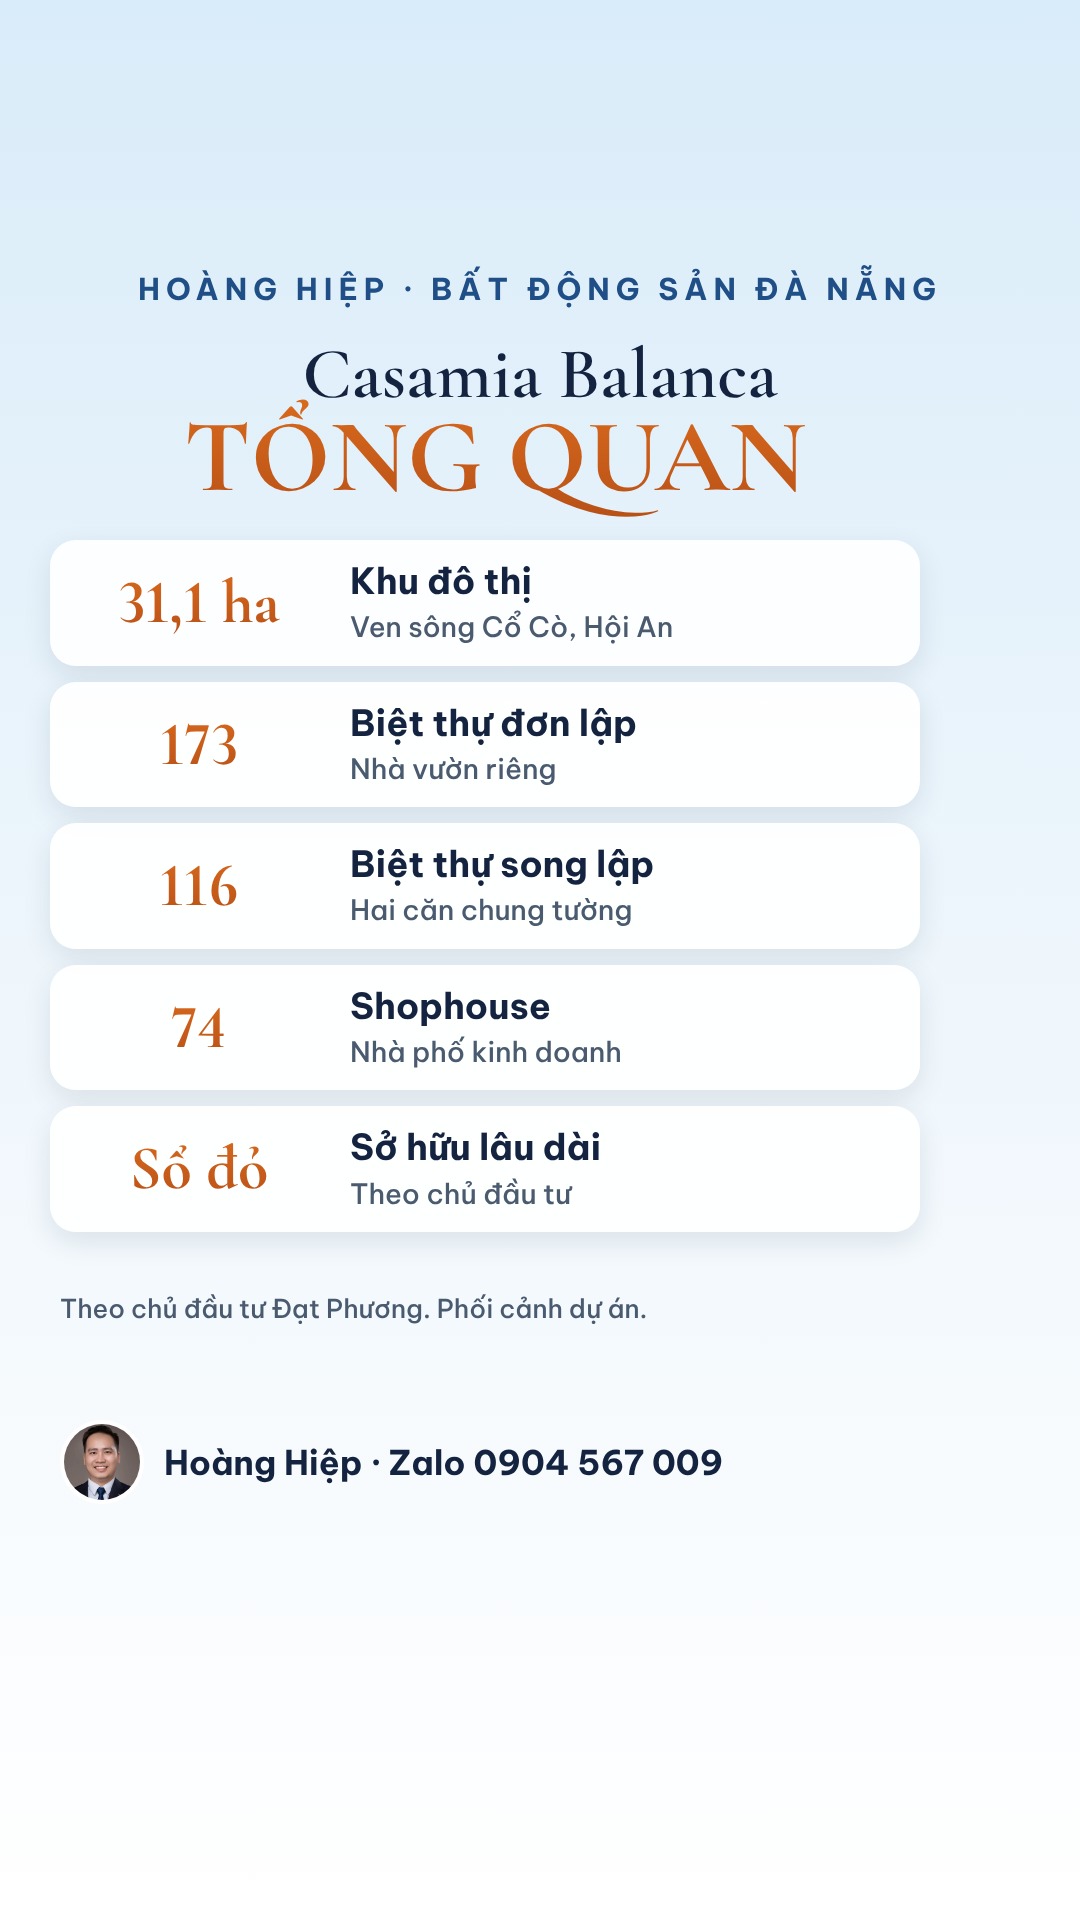 HOÀNG HIỆP · BẤT ĐỘNG SẢN ĐÀ NẴNG
Casamia Balanca
TỔNG QUAN
31,1 ha
Khu đô thị
Ven sông Cổ Cò, Hội An
173
Biệt thự đơn lập
Nhà vườn riêng
116
Biệt thự song lập
Hai căn chung tường
74
Shophouse
Nhà phố kinh doanh
Sổ đỏ
Sở hữu lâu dài
Theo chủ đầu tư
Theo chủ đầu tư Đạt Phương. Phối cảnh dự án.
Hoàng Hiệp · Zalo 0904 567 009